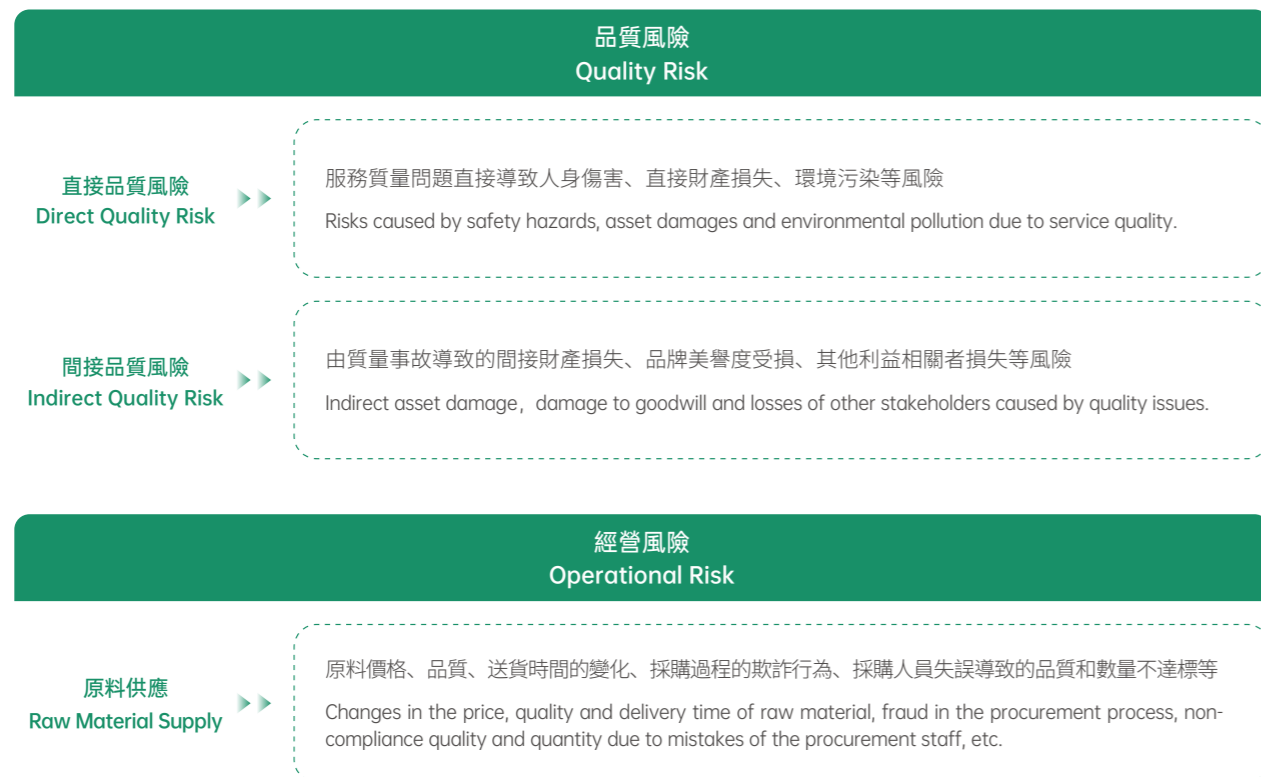 品質風險
Quality Risk
直接品質風險
Direct Quality Risk
服務質量問題直接導致人身傷害、直接財產損失、環境污染等風險
Risks caused by safety hazards, asset damages and environmental pollution due to service quality.
間接品質風險
Indirect Quality Risk
由質量事故導致的間接財產損失、品牌美譽度受損、其他利益相關者損失等風險
Indirect asset damage，damage to goodwill and losses of other stakeholders caused by quality issues.
經營風險
Operational Risk
原料供應
Raw Material Supply
原料價格、品質、送貨時間的變化、採購過程的欺詐行為、採購人員失誤導致的品質和數量不達標等
Changes in the price, quality and delivery time of raw material, fraud in the procurement process, non-
compliance quality and quantity due to mistakes of the procurement staff, etc.